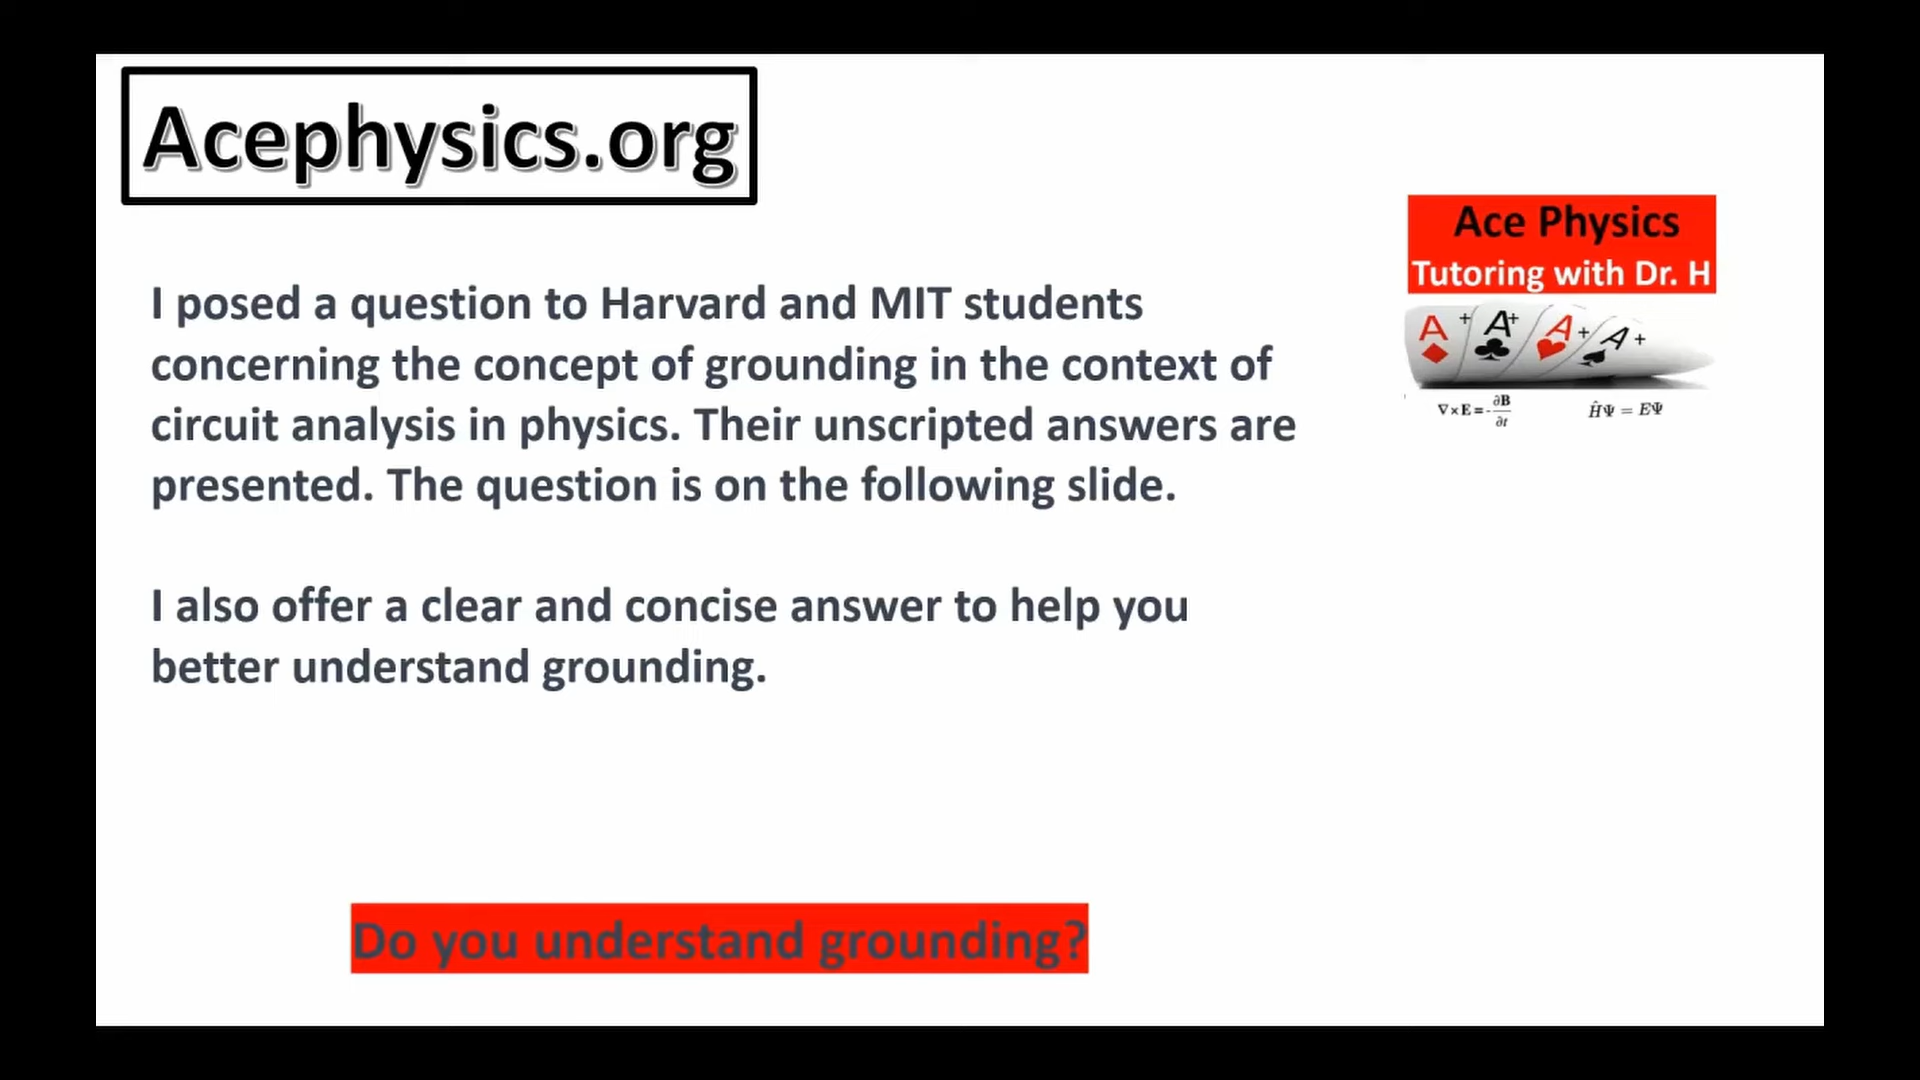 Acephysics.org
Ace Physics
Tutoring with Dr. H
A + A+ A + A +
∇×E=-∂B/∂t
ĤΨ = EΨ
I posed a question to Harvard and MIT students
concerning the concept of grounding in the context of
circuit analysis in physics. Their unscripted answers are
presented. The question is on the following slide.
I also offer a clear and concise answer to help you
better understand grounding.
Do you understand grounding?